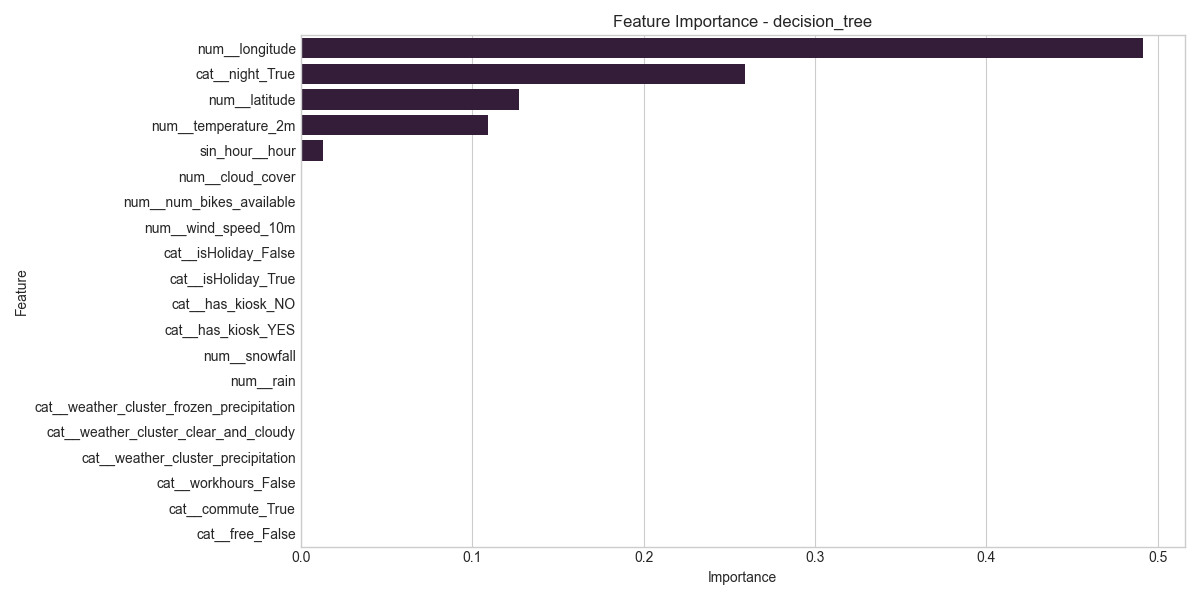 Feature Importance - decision_tree
num__longitude
cat__night_True
num__latitude
num__temperature_2m
sin_hour__hour
num__cloud_cover
num__num_bikes_available
num__wind_speed_10m
cat__isHoliday_False
cat__isHoliday_True
cat__has_kiosk_NO
cat__has_kiosk_YES
num__snowfall
num__rain
cat__weather_cluster_frozen_precipitation
cat__weather_cluster_clear_and_cloudy
cat__weather_cluster_precipitation
cat__workhours_False
cat__commute_True
cat__free_False
Feature
0.0 0.1 0.2 0.3 0.4 0.5
Importance